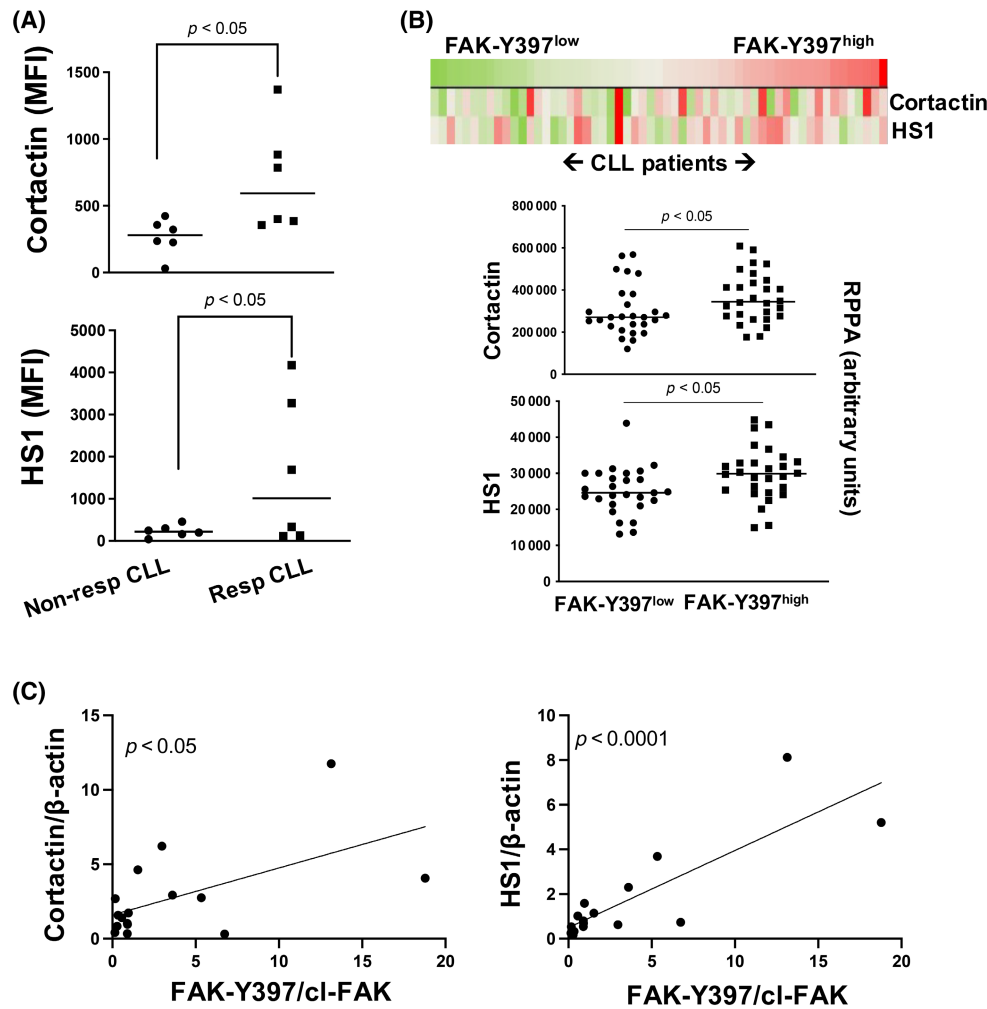 (A)
p < 0.05
Cortactin (MFI)
1500
1000
500
0
p < 0.05
HS1 (MFI)
5000
4000
3000
2000
1000
0
Non-resp CLL
Resp CLL
(B)
FAK-Y397low
FAK-Y397high
Cortactin
HS1
← CLL patients →
p < 0.05
Cortactin
800 000
600 000
400 000
200 000
0
p < 0.05
HS1
50 000
40 000
30 000
20 000
10 000
0
FAK-Y397low
FAK-Y397high
RPPA (arbitrary units)
(C)
p < 0.05
Cortactin/β-actin
15
10
5
0
0 5 10 15 20
FAK-Y397/cl-FAK
p < 0.0001
HS1/β-actin
10
8
6
4
2
0
0 5 10 15 20
FAK-Y397/cl-FAK